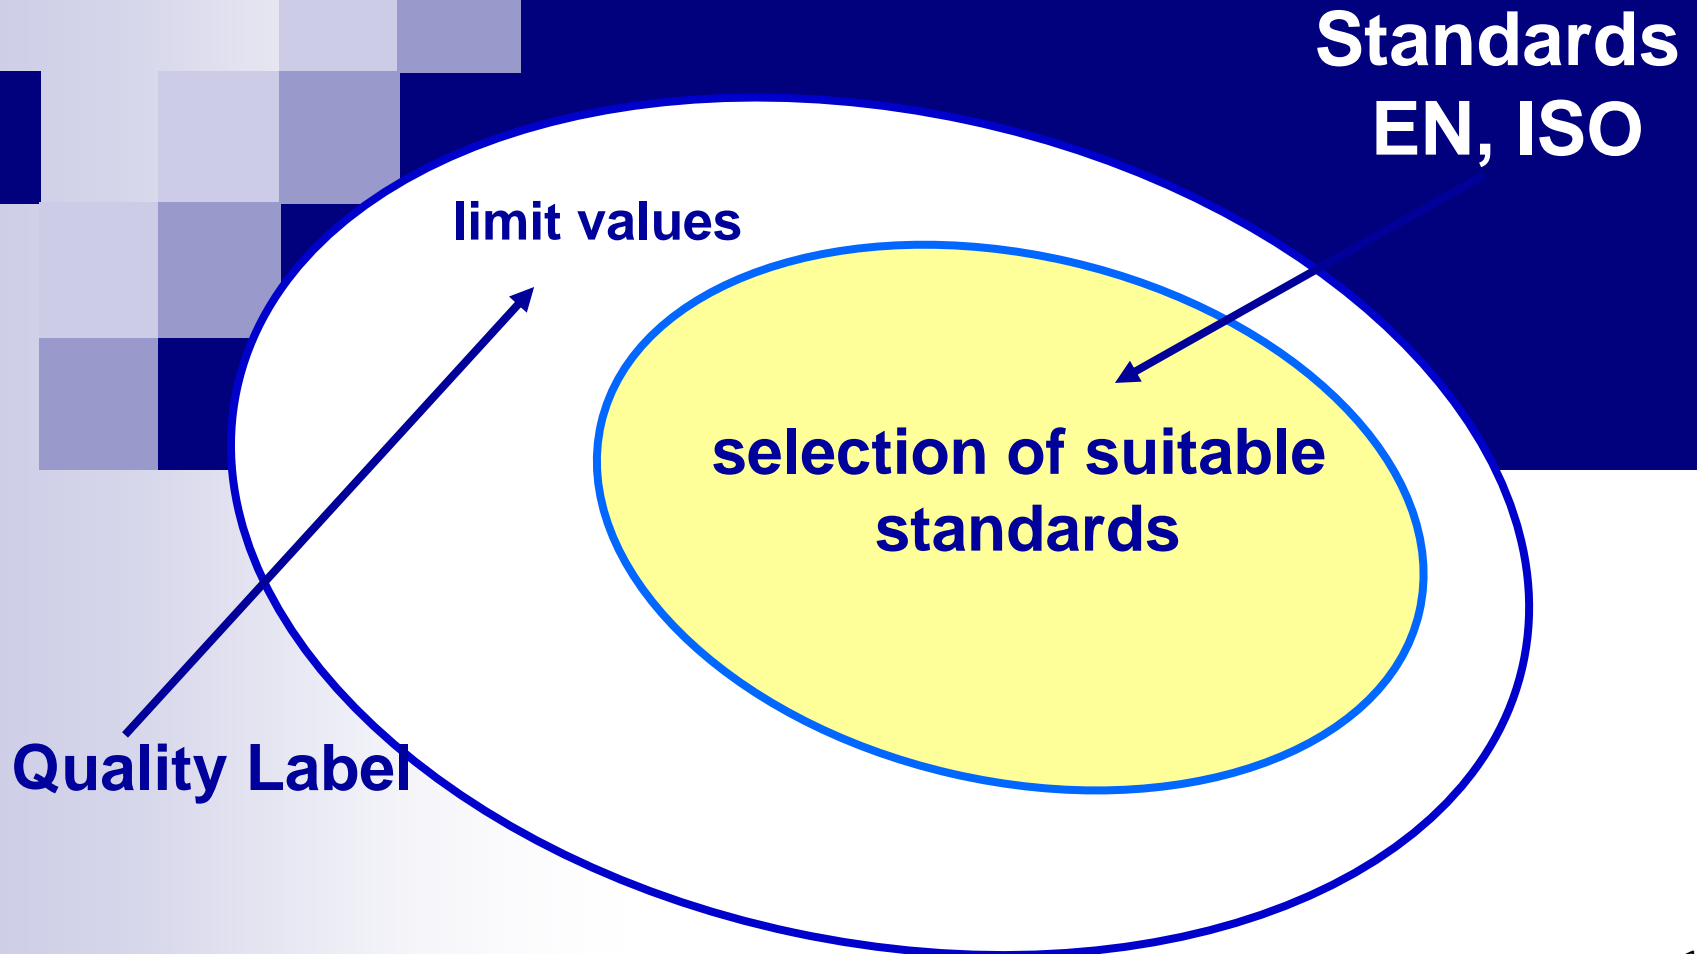 Standards
EN, ISO
limit values
selection of suitable
standards
Quality Label